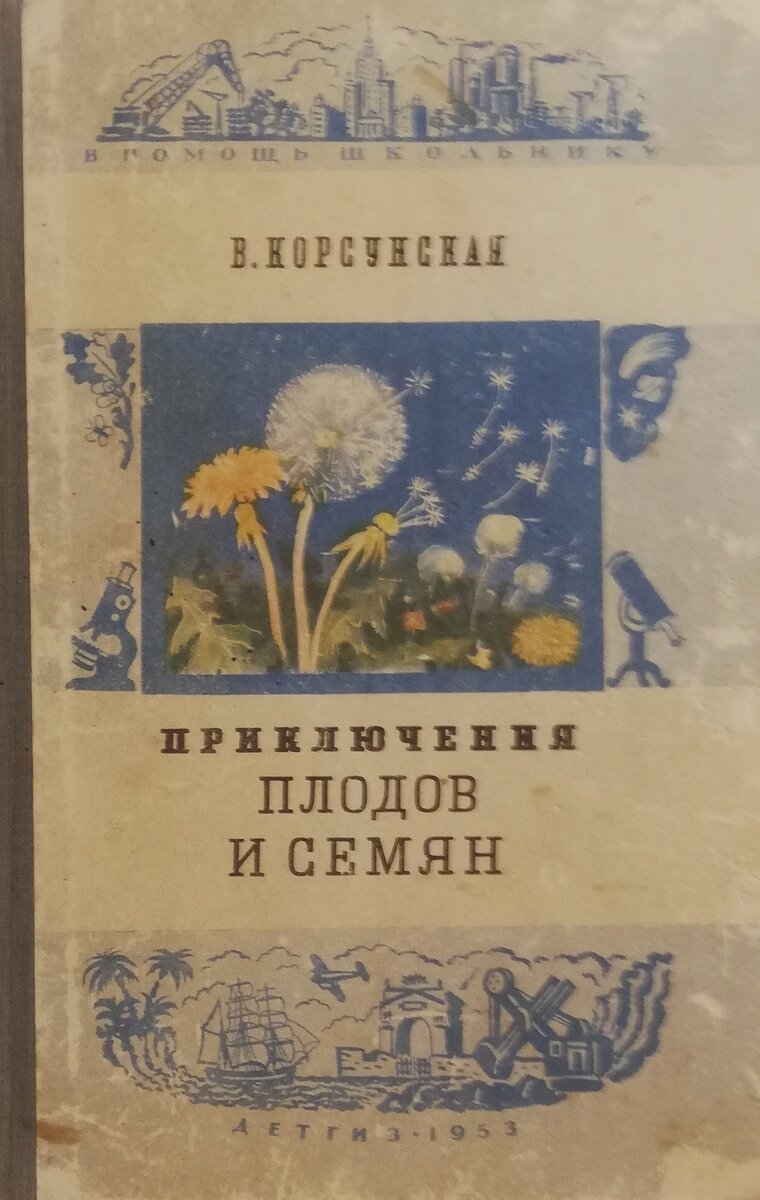 В ПОМОЩЬ ШКОЛЬНИКУ
В. КОРСУНСКАЯ
ПРИКЛЮЧЕНИЯ
ПЛОДОВ
И СЕМЯН
ДЕТГИЗ · 1953